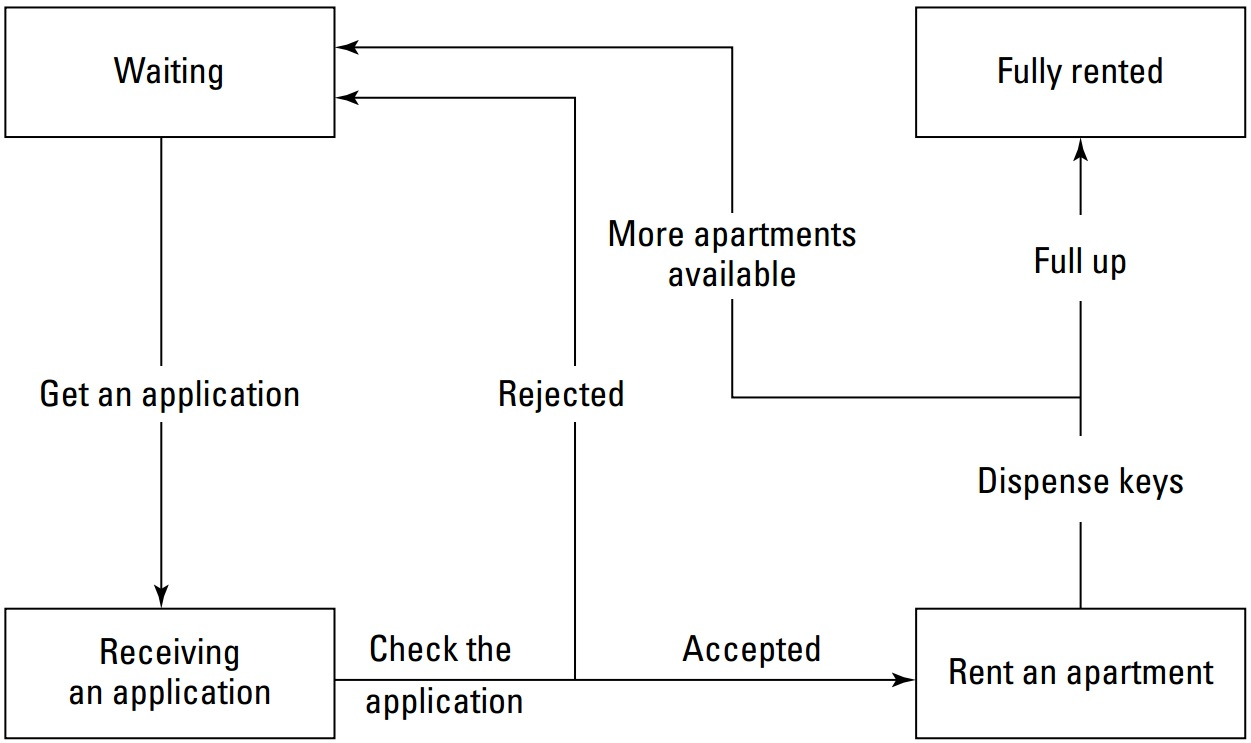 Waiting
Fully rented
More apartments
available
Full up
Get an application
Rejected
Dispense keys
Receiving
an application
Check the
application
Accepted
Rent an apartment